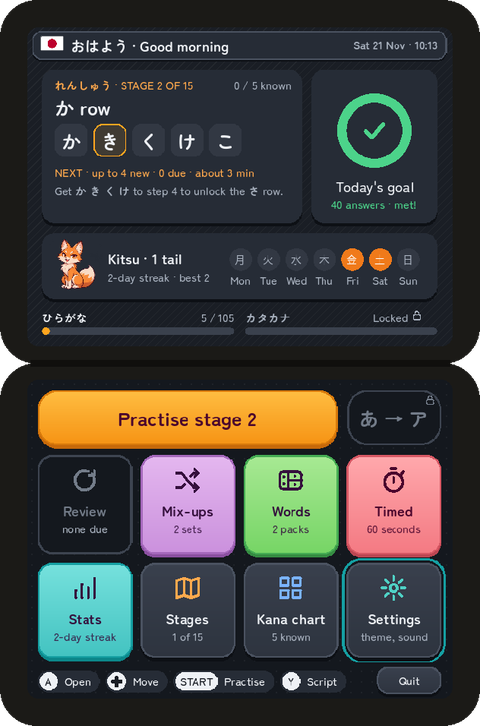 おはよう · Good morning
Sat 21 Nov · 10:13
れんしゅう · STAGE 2 OF 15
0 / 5 known
か row
か き く け こ
NEXT · up to 4 new · 0 due · about 3 min
Get か き く け to step 4 to unlock the さ row.
Today's goal
40 answers · met!
Kitsu · 1 tail
2-day streak · best 2
月 火 水 木 金 土 日
Mon Tue Wed Thu Fri Sat Sun
ひらがな 5 / 105
カタカナ Locked
Practise stage 2
あ → ア
Review
none due
Mix-ups
2 sets
Words
2 packs
Timed
60 seconds
Stats
2-day streak
Stages
1 of 15
Kana chart
5 known
Settings
theme, sound
A Open
Move
START Practise
Y Script
Quit